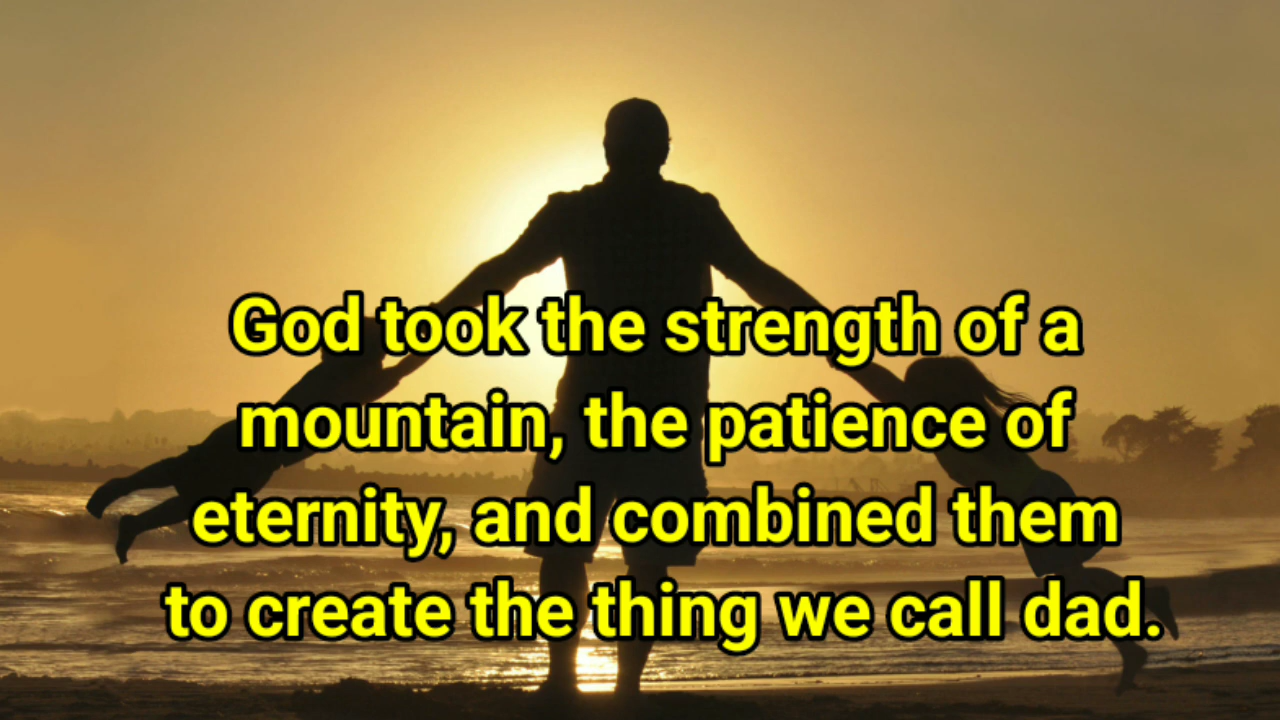 God took the strength of a
mountain, the patience of
eternity, and combined them
to create the thing we call dad.